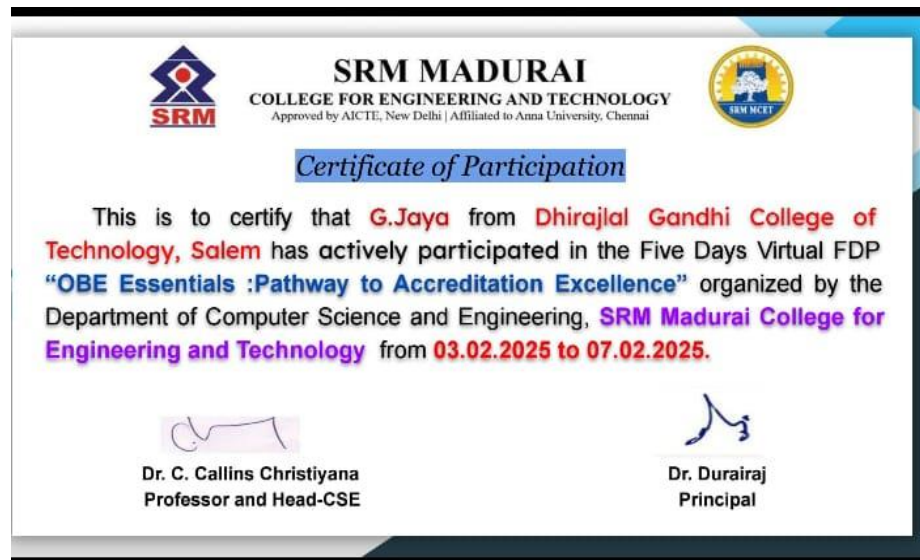 SRM MADURAI
COLLEGE FOR ENGINEERING AND TECHNOLOGY
Approved by AICTE, New Delhi | Affiliated to Anna University, Chennai
SRM
SRM MCET
Certificate of Participation
This is to certify that G.Jaya from Dhirajlal Gandhi College of
Technology, Salem has actively participated in the Five Days Virtual FDP
“OBE Essentials :Pathway to Accreditation Excellence” organized by the
Department of Computer Science and Engineering, SRM Madurai College for
Engineering and Technology from 03.02.2025 to 07.02.2025.
Dr. C. Callins Christiyana
Professor and Head-CSE
Dr. Durairaj
Principal